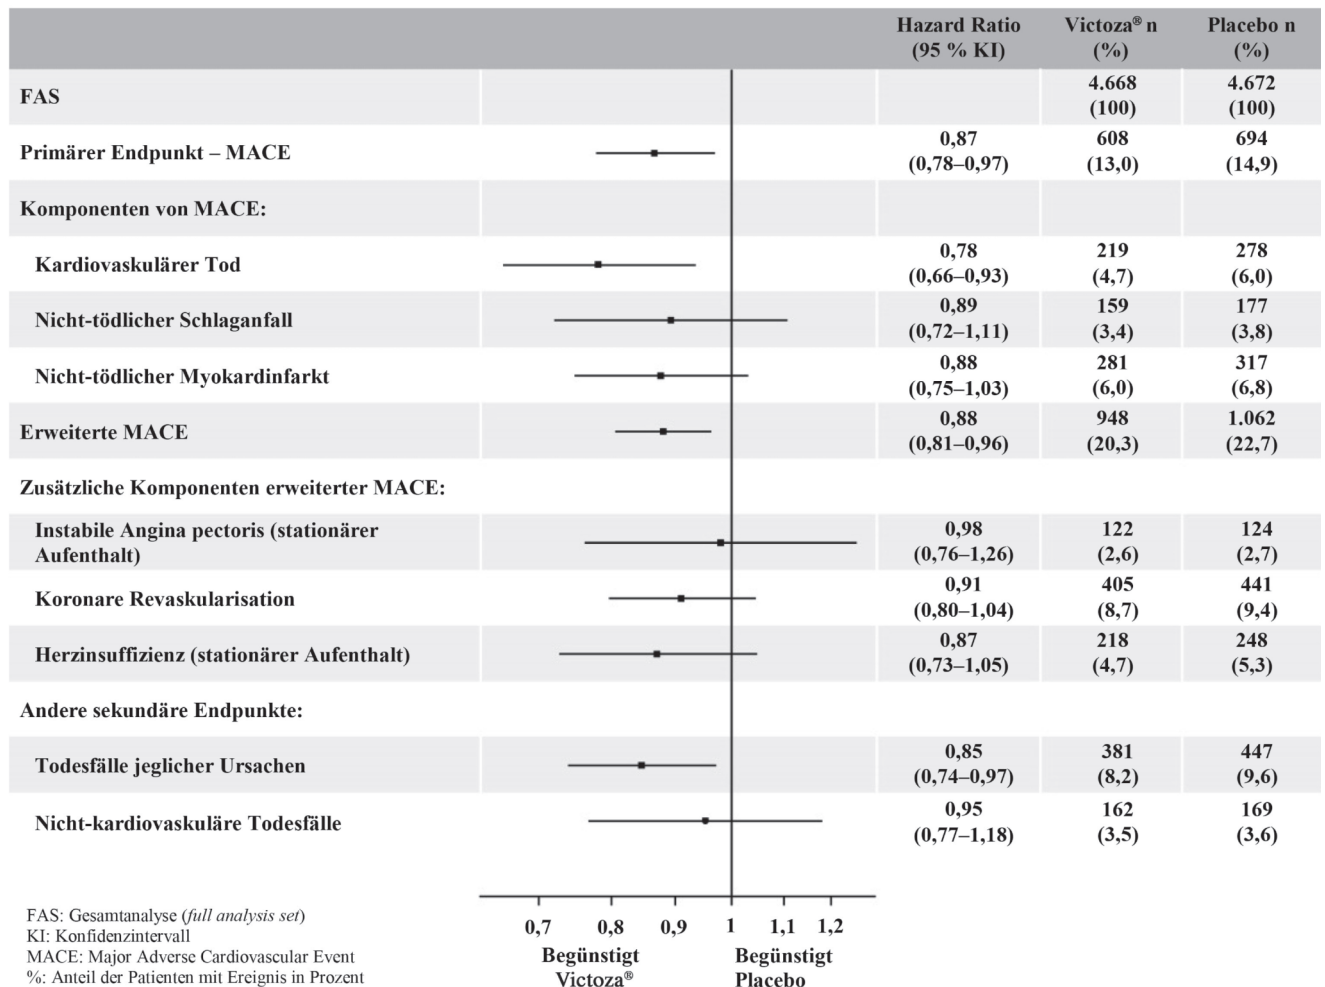 Hazard Ratio Victoza® n Placebo n
(95 % KI) (%) (%)
FAS 4.668 4.672
(100) (100)
Primärer Endpunkt – MACE 0,87 608 694
(0,78–0,97) (13,0) (14,9)
Komponenten von MACE:
Kardiovaskulärer Tod 0,78 219 278
(0,66–0,93) (4,7) (6,0)
Nicht-tödlicher Schlaganfall 0,89 159 177
(0,72–1,11) (3,4) (3,8)
Nicht-tödlicher Myokardinfarkt 0,88 281 317
(0,75–1,03) (6,0) (6,8)
Erweiterte MACE 0,88 948 1.062
(0,81–0,96) (20,3) (22,7)
Zusätzliche Komponenten erweiterter MACE:
Instabile Angina pectoris (stationärer 0,98 122 124
Aufenthalt) (0,76–1,26) (2,6) (2,7)
Koronare Revaskularisation 0,91 405 441
(0,80–1,04) (8,7) (9,4)
Herzinsuffizienz (stationärer Aufenthalt) 0,87 218 248
(0,73–1,05) (4,7) (5,3)
Andere sekundäre Endpunkte:
Todesfälle jeglicher Ursachen 0,85 381 447
(0,74–0,97) (8,2) (9,6)
Nicht-kardiovaskuläre Todesfälle 0,95 162 169
(0,77–1,18) (3,5) (3,6)
0,7 0,8 0,9 1 1,1 1,2
Begünstigt Begünstigt
Victoza® Placebo
FAS: Gesamtanalyse (full analysis set)
KI: Konfidenzintervall
MACE: Major Adverse Cardiovascular Event
%: Anteil der Patienten mit Ereignis in Prozent